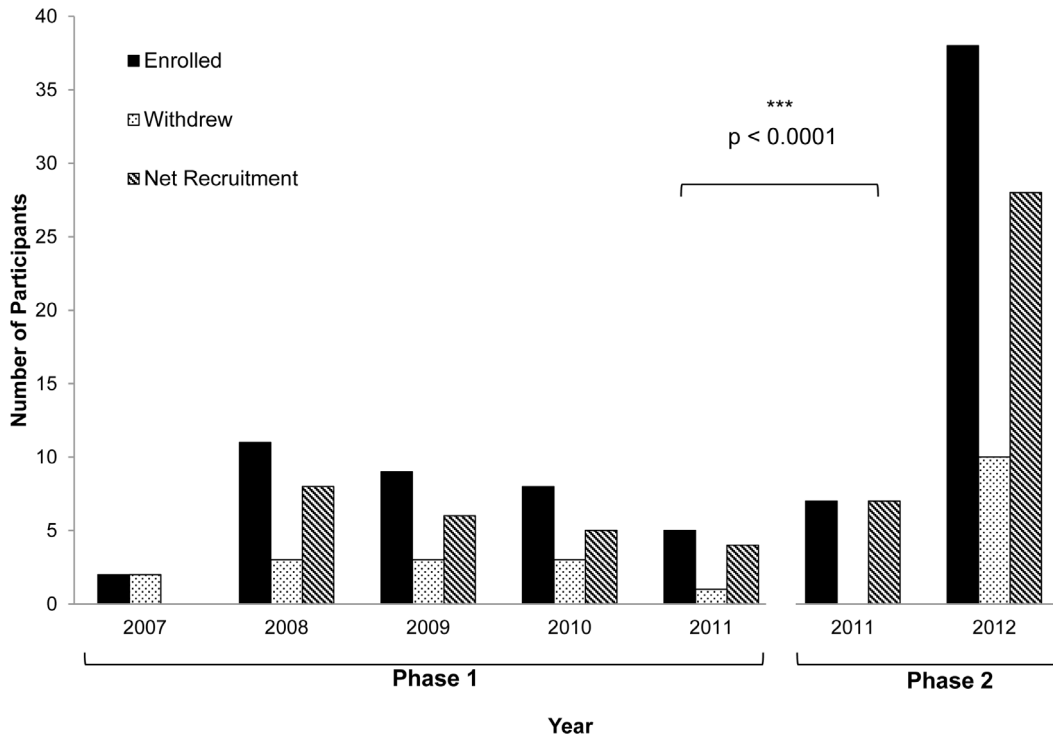 40
35
30
25
20
15
10
5
0
Number of Participants
Enrolled
Withdrew
Net Recruitment
***
p < 0.0001
2007 2008 2009 2010 2011 2011 2012
Phase 1 Phase 2
Year